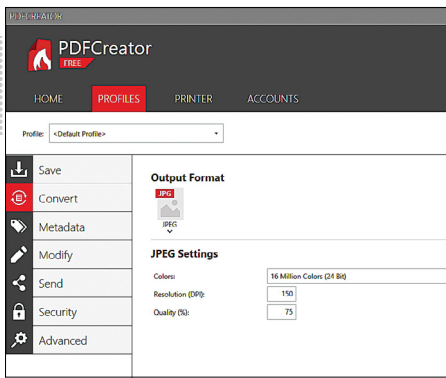 PDFCREATOR
PDFCreator
FREE
HOME PROFILES PRINTER ACCOUNTS
Profile: <Default Profile>
Save
Convert
Metadata
Modify
Send
Security
Advanced
Output Format
JPG
JPEG
JPEG Settings
Colors: 16 Million Colors (24 Bit)
Resolution (DPI): 150
Quality (%): 75